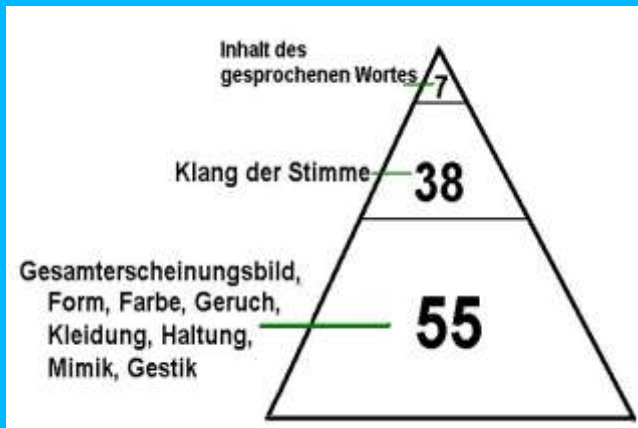 Inhalt des
gesprochenen Wortes
7
Klang der Stimme
38
Gesamterscheinungsbild,
Form, Farbe, Geruch,
Kleidung, Haltung,
Mimik, Gestik
55